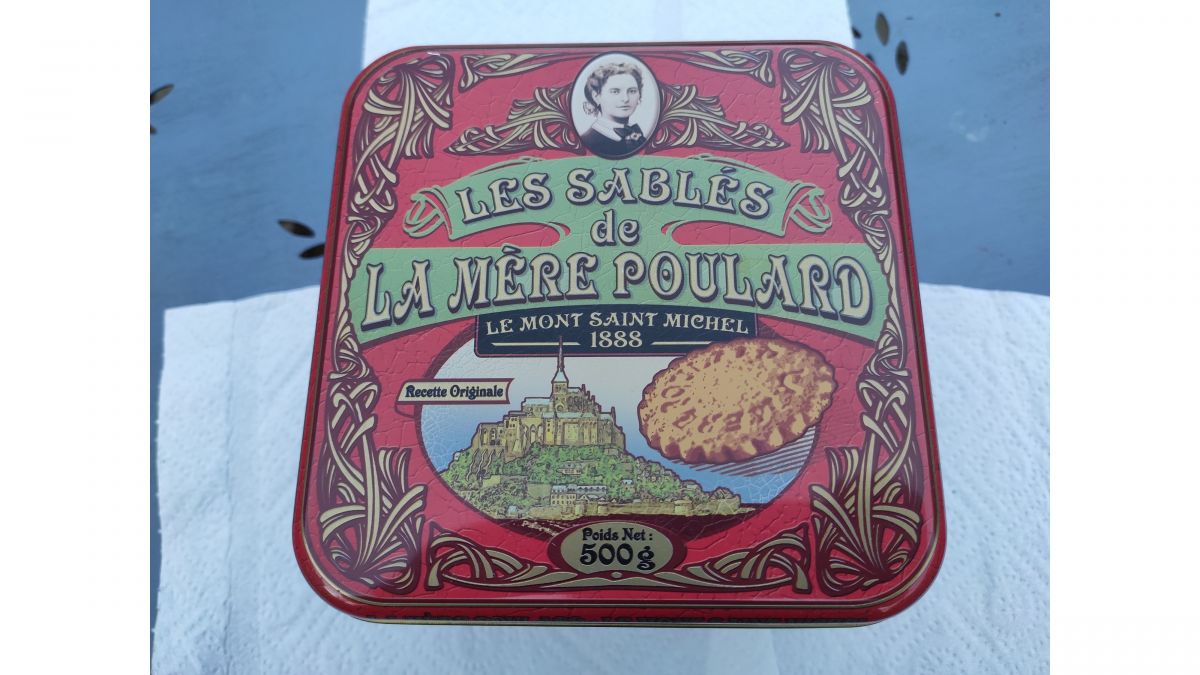 LES SABLÉS
de
LA MÈRE POULARD
LE MONT SAINT MICHEL
1888
Recette Originale
Poids Net :
500g